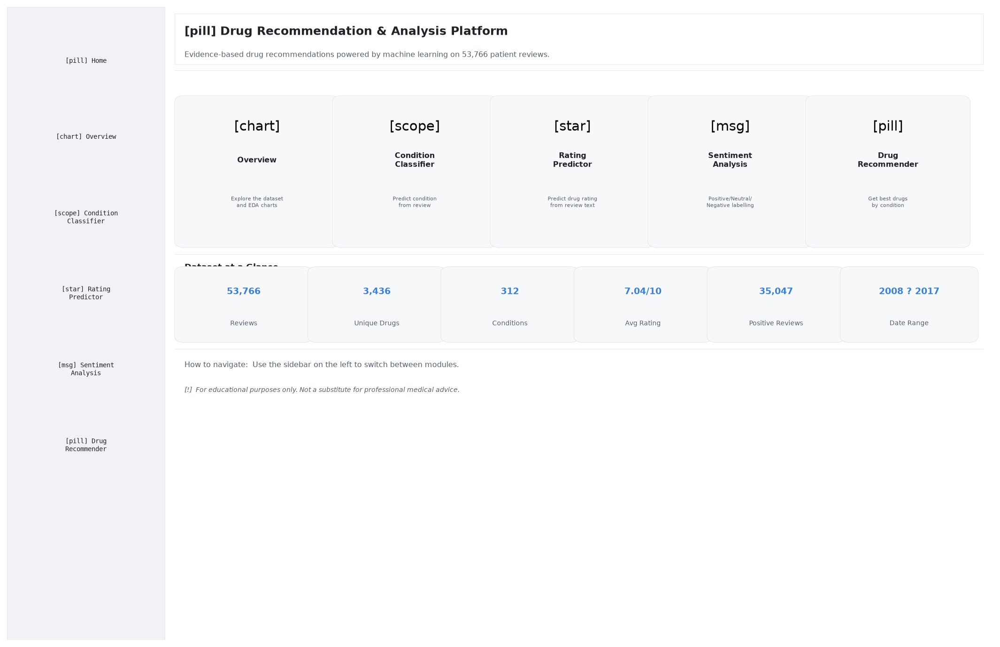 [pill] Home
[chart] Overview
[scope] Condition
Classifier
[star] Rating
Predictor
[msg] Sentiment
Analysis
[pill] Drug
Recommender
[pill] Drug Recommendation & Analysis Platform
Evidence-based drug recommendations powered by machine learning on 53,766 patient reviews.
[chart]
Overview
Explore the dataset
and EDA charts
[scope]
Condition
Classifier
Predict condition
from review
[star]
Rating
Predictor
Predict drug rating
from review text
[msg]
Sentiment
Analysis
Positive/Neutral/
Negative labelling
[pill]
Drug
Recommender
Get best drugs
by condition
Dataset at a Glance
53,766
Reviews
3,436
Unique Drugs
312
Conditions
7.04/10
Avg Rating
35,047
Positive Reviews
2008 ? 2017
Date Range
How to navigate:  Use the sidebar on the left to switch between modules.
[!]  For educational purposes only. Not a substitute for professional medical advice.